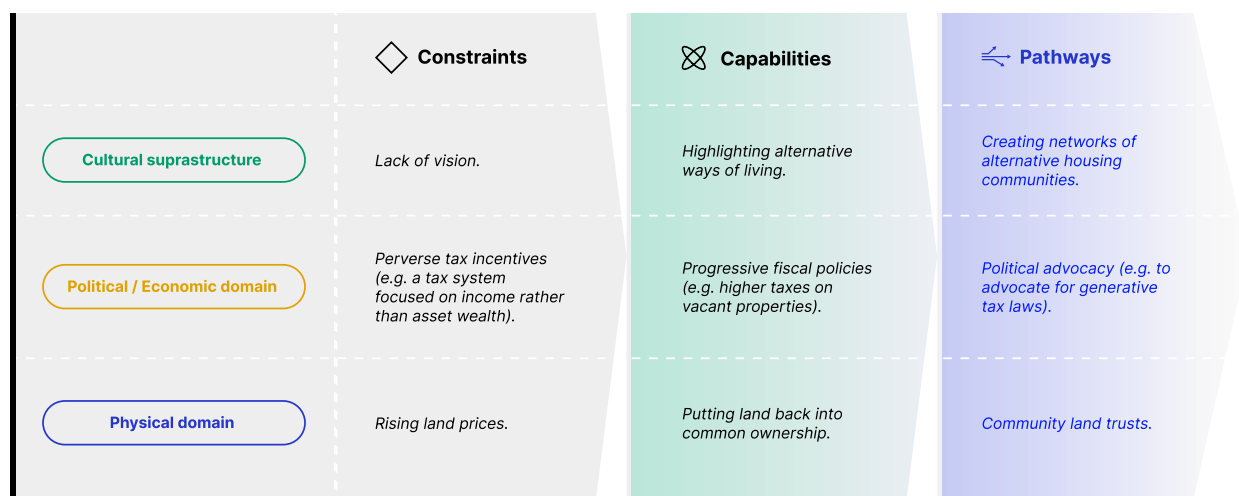 Constraints
Capabilities
Pathways
Cultural suprastructure
Lack of vision.
Highlighting alternative
ways of living.
Creating networks of
alternative housing
communities.
Political / Economic domain
Perverse tax incentives
(e.g. a tax system
focused on income rather
than asset wealth).
Progressive fiscal policies
(e.g. higher taxes on
vacant properties).
Political advocacy (e.g. to
advocate for generative
tax laws).
Physical domain
Rising land prices.
Putting land back into
common ownership.
Community land trusts.